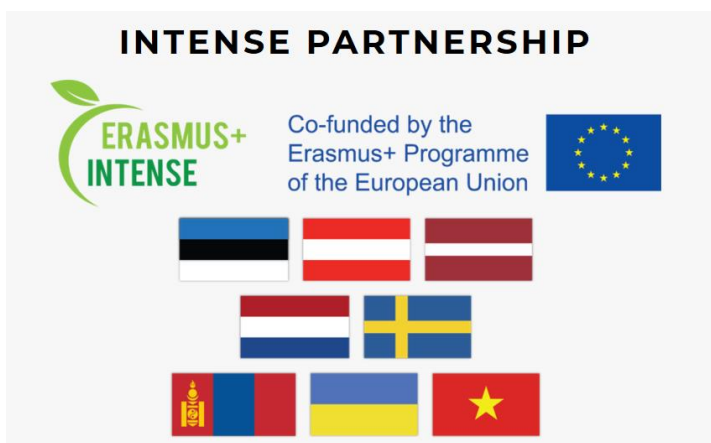 INTENSE PARTNERSHIP
ERASMUS+
INTENSE
Co-funded by the
Erasmus+ Programme
of the European Union